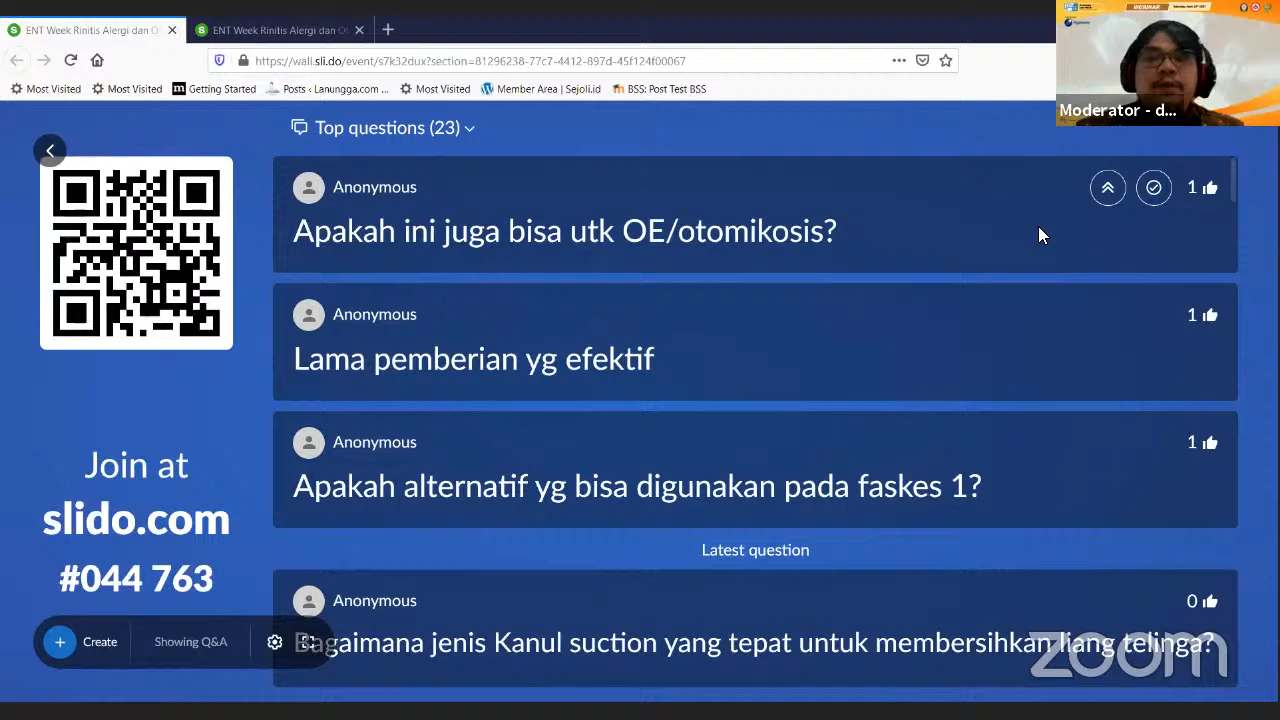 ENT Week Rinitis Alergi dan O
ENT Week Rinitis Alergi dan O
https://wall.sli.do/event/s7k32dux?section=81296238-77c7-4412-897d-45f124f00067
Most Visited
Most Visited
Getting Started
Posts ‹ Lanungga.com ...
Most Visited
Member Area | Sejoli.id
BSS: Post Test BSS
WEBINAR
Moderator - d...
Top questions (23)
Anonymous
1
Apakah ini juga bisa utk OE/otomikosis?
Anonymous
1
Lama pemberian yg efektif
Anonymous
1
Apakah alternatif yg bisa digunakan pada faskes 1?
Latest question
Anonymous
0
Bagaimana jenis Kanul suction yang tepat untuk membersihkan liang telinga?
Join at
slido.com
#044 763
Create
Showing Q&A
zoom